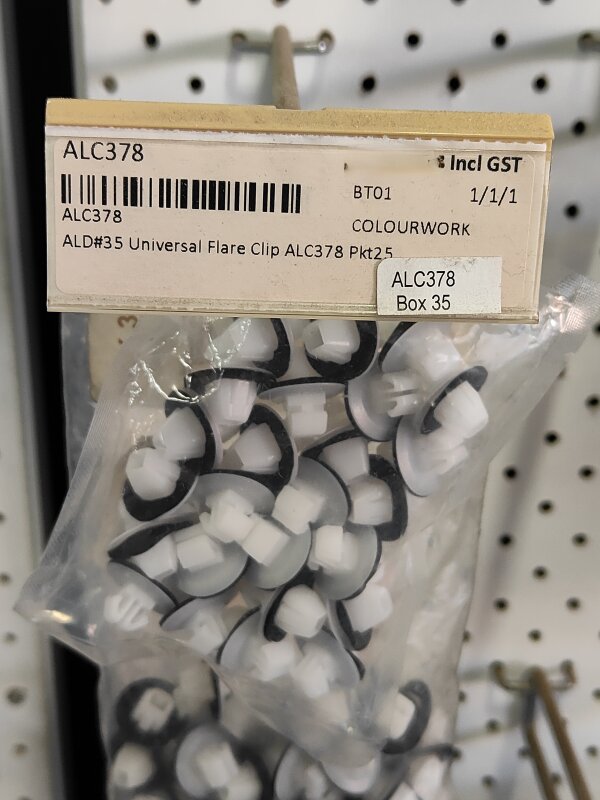 ALC378
Incl GST
BT01
1/1/1
ALC378
COLOURWORK
ALD#35 Universal Flare Clip ALC378 Pkt25
ALC378
Box 35